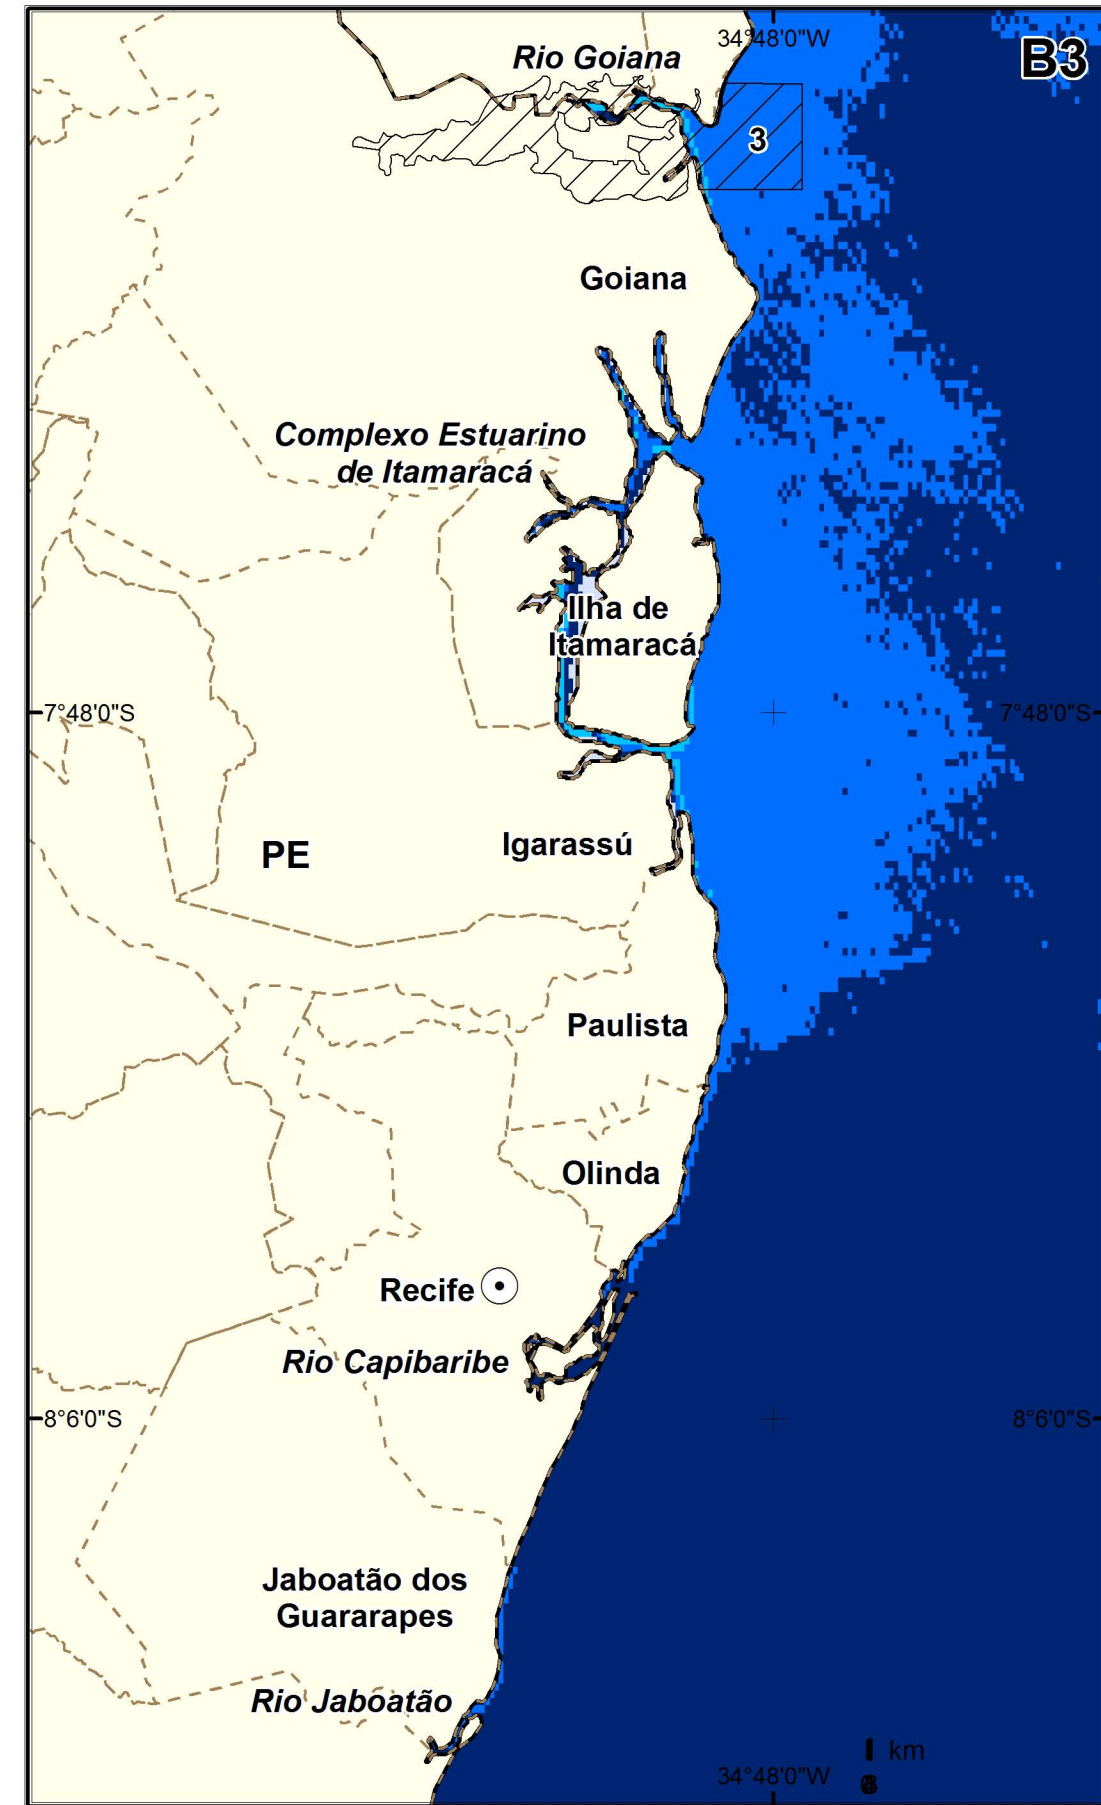 34°48'0"W
B3
Rio Goiana
3
Goiana
Complexo Estuarino
de Itamaracá
Ilha de
Itamaracá
7°48'0"S
7°48'0"S
Igarassú
PE
Paulista
Olinda
Recife
Rio Capibaribe
8°6'0"S
8°6'0"S
Jaboatão dos
Guararapes
Rio Jaboatão
km
34°48'0"W